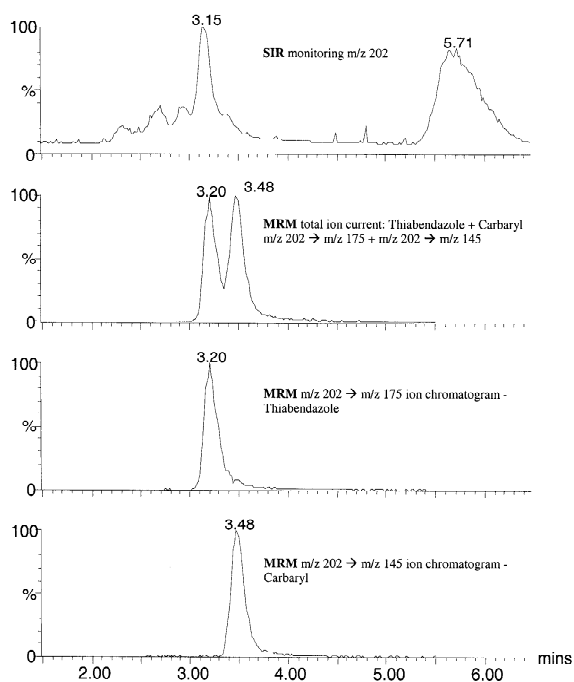 3.15
100
5.71
SIR monitoring m/z 202
%
0
100
3.20
3.48
MRM total ion current: Thiabendazole + Carbaryl
m/z 202 → m/z 175 + m/z 202 → m/z 145
%
0
3.20
100
MRM m/z 202 → m/z 175 ion chromatogram -
Thiabendazole
%
0
3.48
100
MRM m/z 202 → m/z 145 ion chromatogram -
Carbaryl
%
0
mins
2.00 3.00 4.00 5.00 6.00